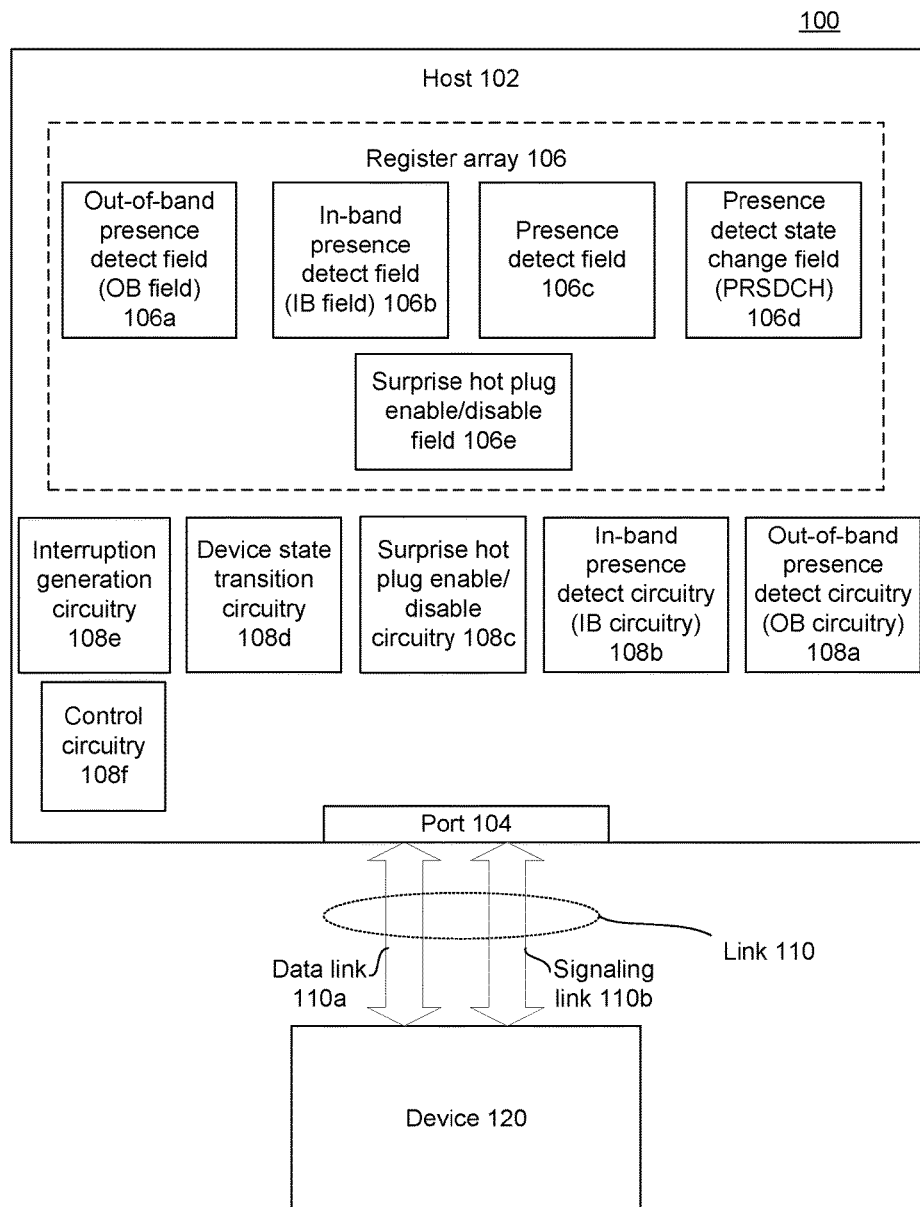 100
Host 102
Register array 106
Out-of-band
presence
detect field
(OB field)
106a
In-band
presence
detect field
(IB field) 106b
Presence
detect field
106c
Presence
detect state
change field
(PRSDCH)
106d
Surprise hot plug
enable/disable
field 106e
Interruption
generation
circuitry
108e
Device state
transition
circuitry
108d
Surprise hot
plug enable/
disable
circuitry 108c
In-band
presence
detect circuitry
(IB circuitry)
108b
Out-of-band
presence
detect circuitry
(OB circuitry)
108a
Control
circuitry
108f
Port 104
Link 110
Data link
110a
Signaling
link 110b
Device 120